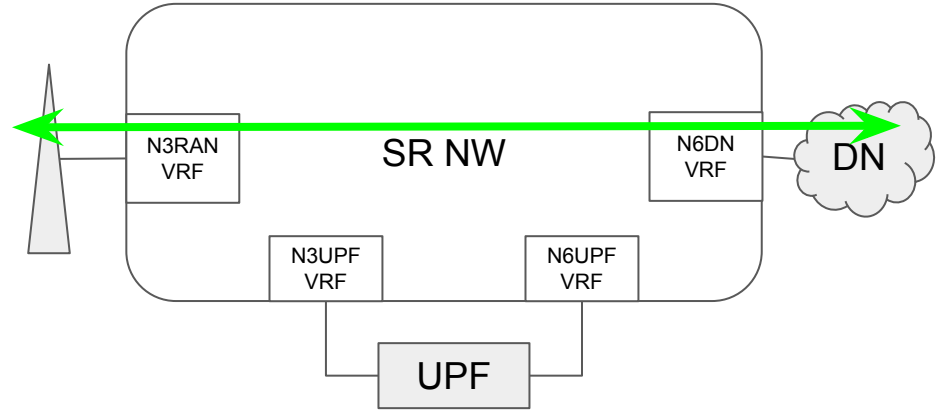 N3RAN
VRF
SR NW
N6DN
VRF
DN
N3UPF
VRF
N6UPF
VRF
UPF